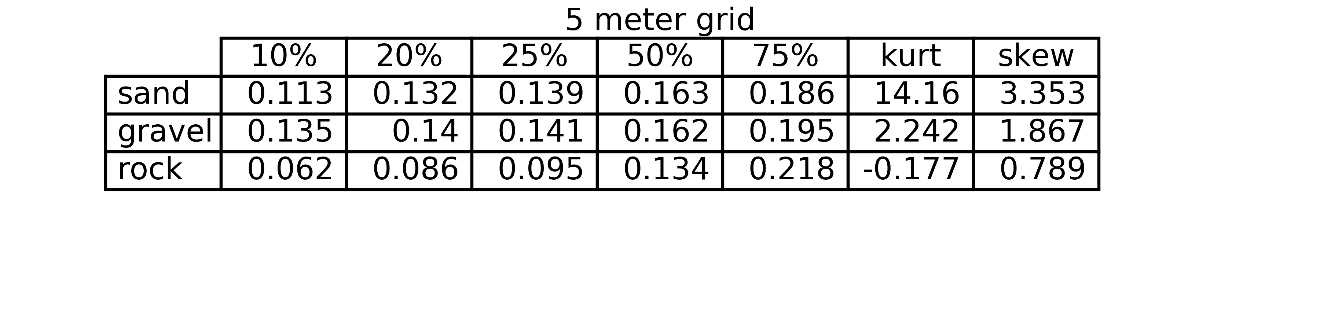 5 meter grid
10% 20% 25% 50% 75% kurt skew
sand 0.113 0.132 0.139 0.163 0.186 14.16 3.353
gravel 0.135 0.14 0.141 0.162 0.195 2.242 1.867
rock 0.062 0.086 0.095 0.134 0.218 -0.177 0.789